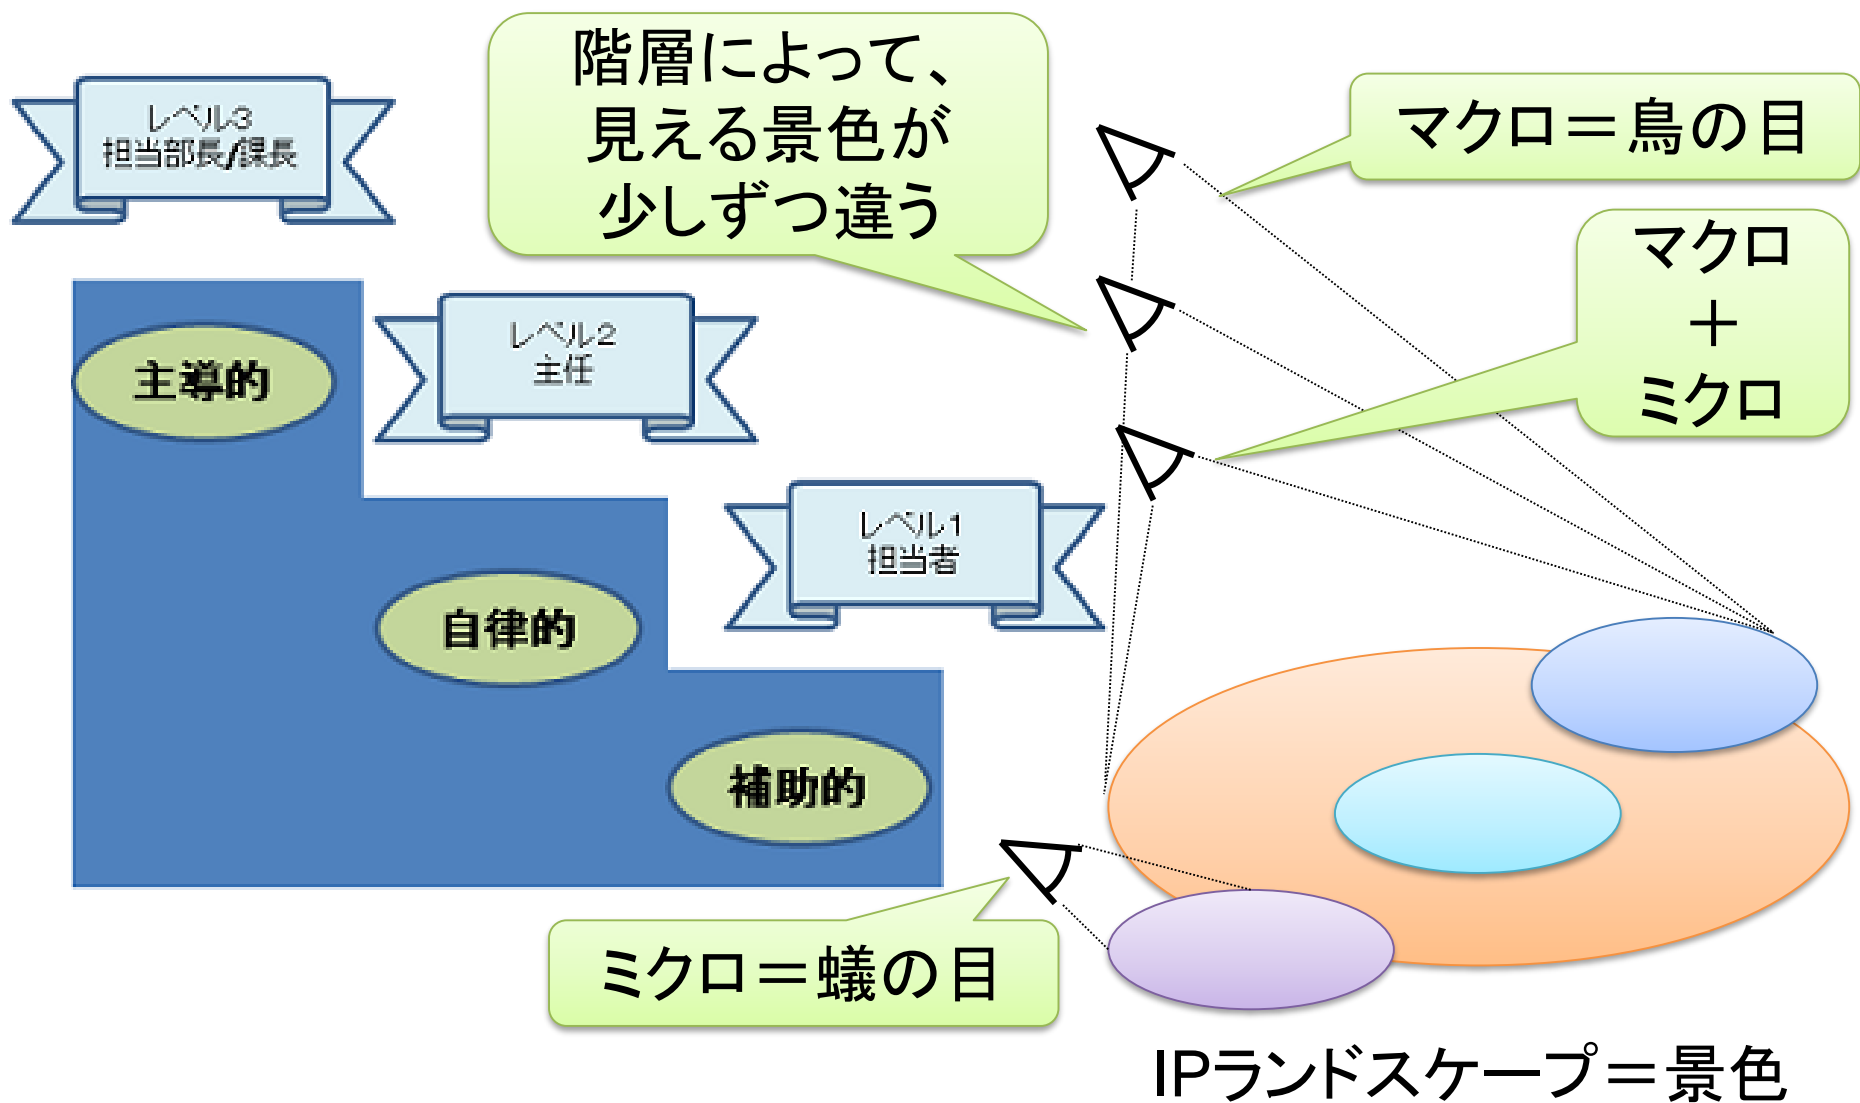 階層によって、
見える景色が
少しずつ違う
マクロ＝鳥の目
マクロ
＋
ミクロ
レベル3
担当部長/課長
主導的
レベル2
主任
自律的
レベル1
担当者
補助的
ミクロ＝蟻の目
IPランドスケープ＝景色